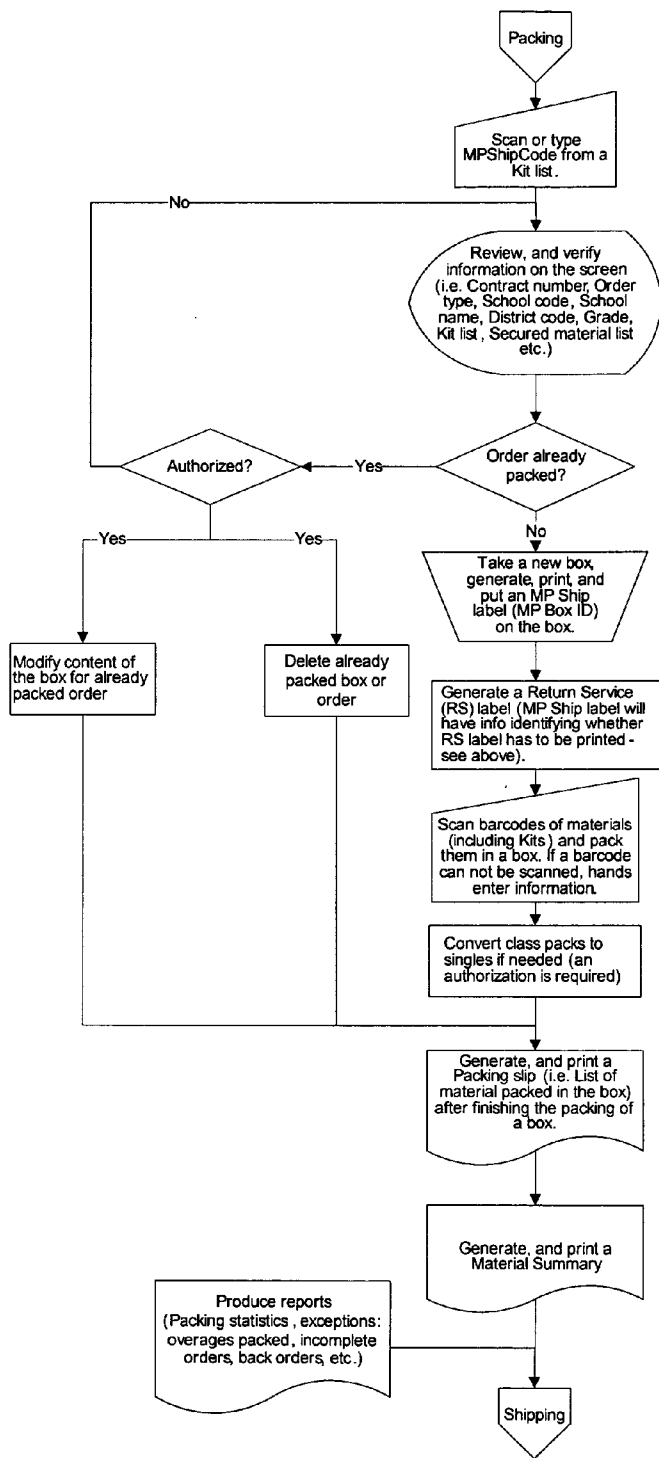 Packing
Scan or type
MPShipCode from a
Kit list.
No
Review, and verify
information on the screen
(i.e. Contract number, Order
type, School code, School
name, District code, Grade,
Kit list, Secured material list
etc.)
Authorized?
Yes
Order already
packed?
Yes
Yes
No
Take a new box,
generate, print, and
put an MP Ship
label (MP Box ID)
on the box.
Modify content of
the box for already
packed order
Delete already
packed box or
order
Generate a Return Service
(RS) label (MP Ship label will
have info identifying whether
RS label has to be printed -
see above).
Scan barcodes of materials
(including Kits) and pack
them in a box. If a barcode
can not be scanned, hands
enter information.
Convert class packs to
singles if needed (an
authorization is required)
Generate, and print a
Packing slip (i.e. List of
material packed in the box)
after finishing the packing of
a box.
Generate, and print a
Material Summary
Produce reports
(Packing statistics, exceptions:
overages packed, incomplete
orders, back orders, etc.)
Shipping